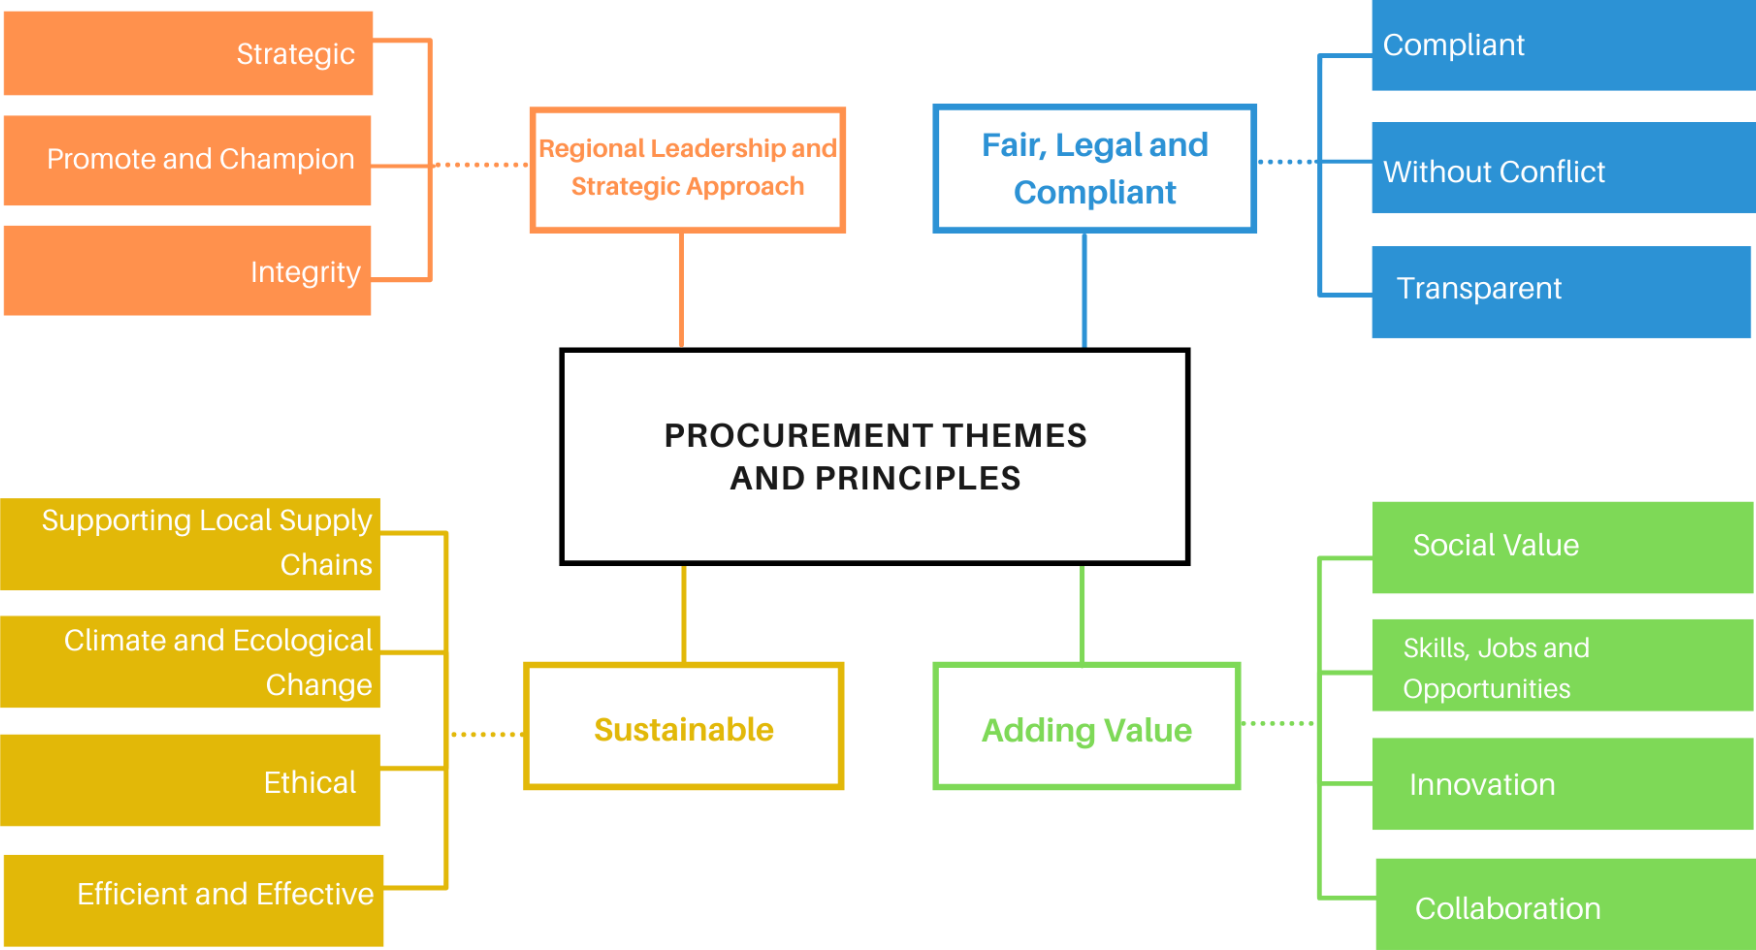 Strategic
Promote and Champion
Integrity
Regional Leadership and
Strategic Approach
Fair, Legal and
Compliant
Compliant
Without Conflict
Transparent
PROCUREMENT THEMES
AND PRINCIPLES
Supporting Local Supply
Chains
Climate and Ecological
Change
Ethical
Efficient and Effective
Sustainable
Adding Value
Social Value
Skills, Jobs and
Opportunities
Innovation
Collaboration